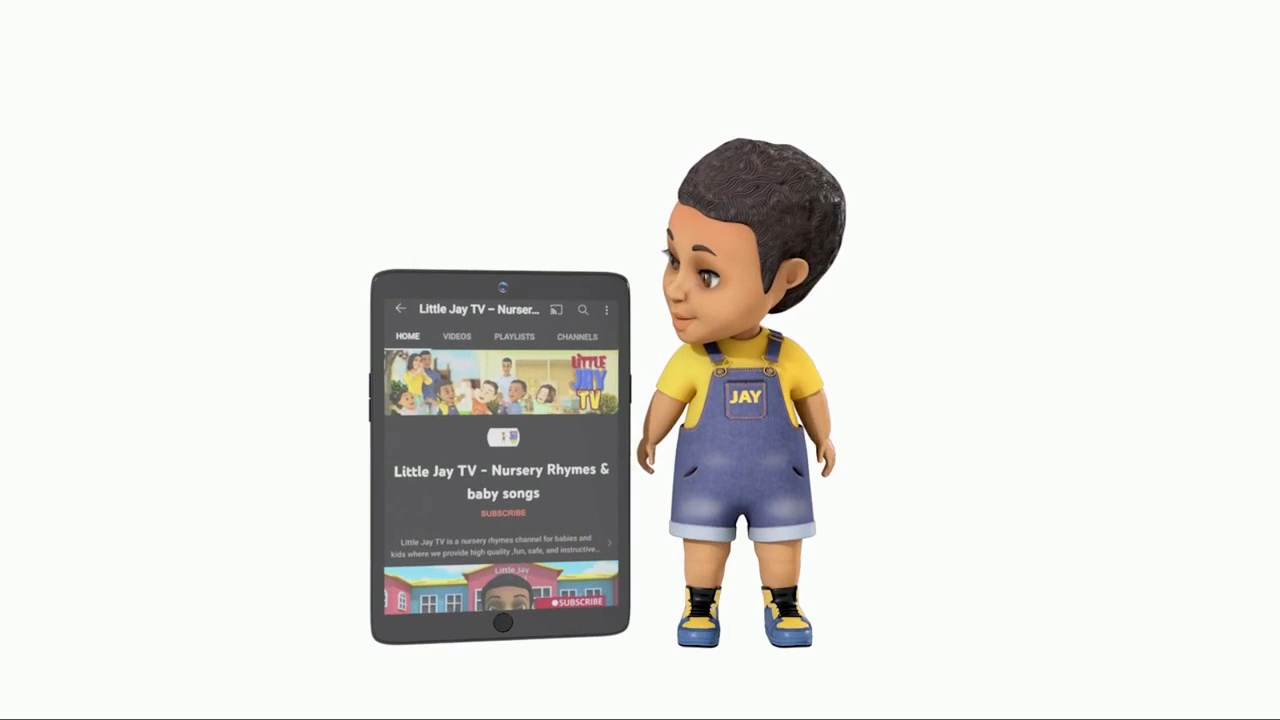 Little Jay TV – Nurser...
HOME VIDEOS PLAYLISTS CHANNELS
LITTLE
JAY
TV
Little Jay TV - Nursery Rhymes &
baby songs
SUBSCRIBE
Little Jay TV is a nursery rhymes channel for babies and
kids where we provide high quality ,fun, safe, and instructive...
Little Jay
SUBSCRIBE
JAY